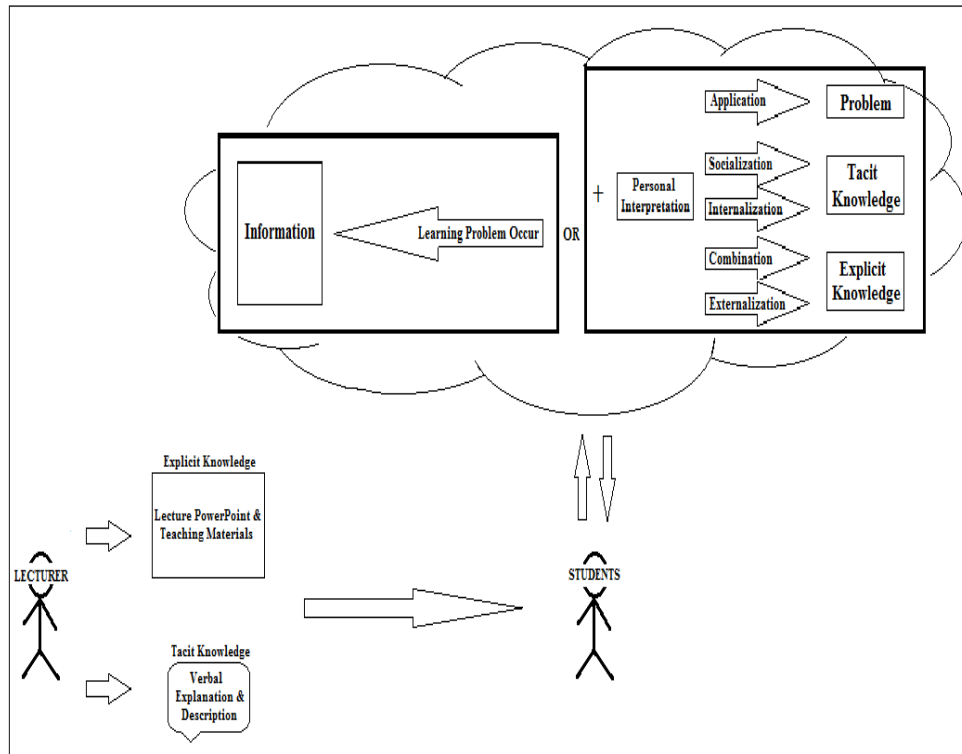 Application
Problem
Socialization
Tacit
Knowledge
+
Personal
Interpretation
Internalization
Information
Learning Problem Occur
OR
Combination
Explicit
Knowledge
Externalization
Explicit Knowledge
Lecture PowerPoint &
Teaching Materials
LECTURER
STUDENTS
Tacit Knowledge
Verbal
Explanation &
Description